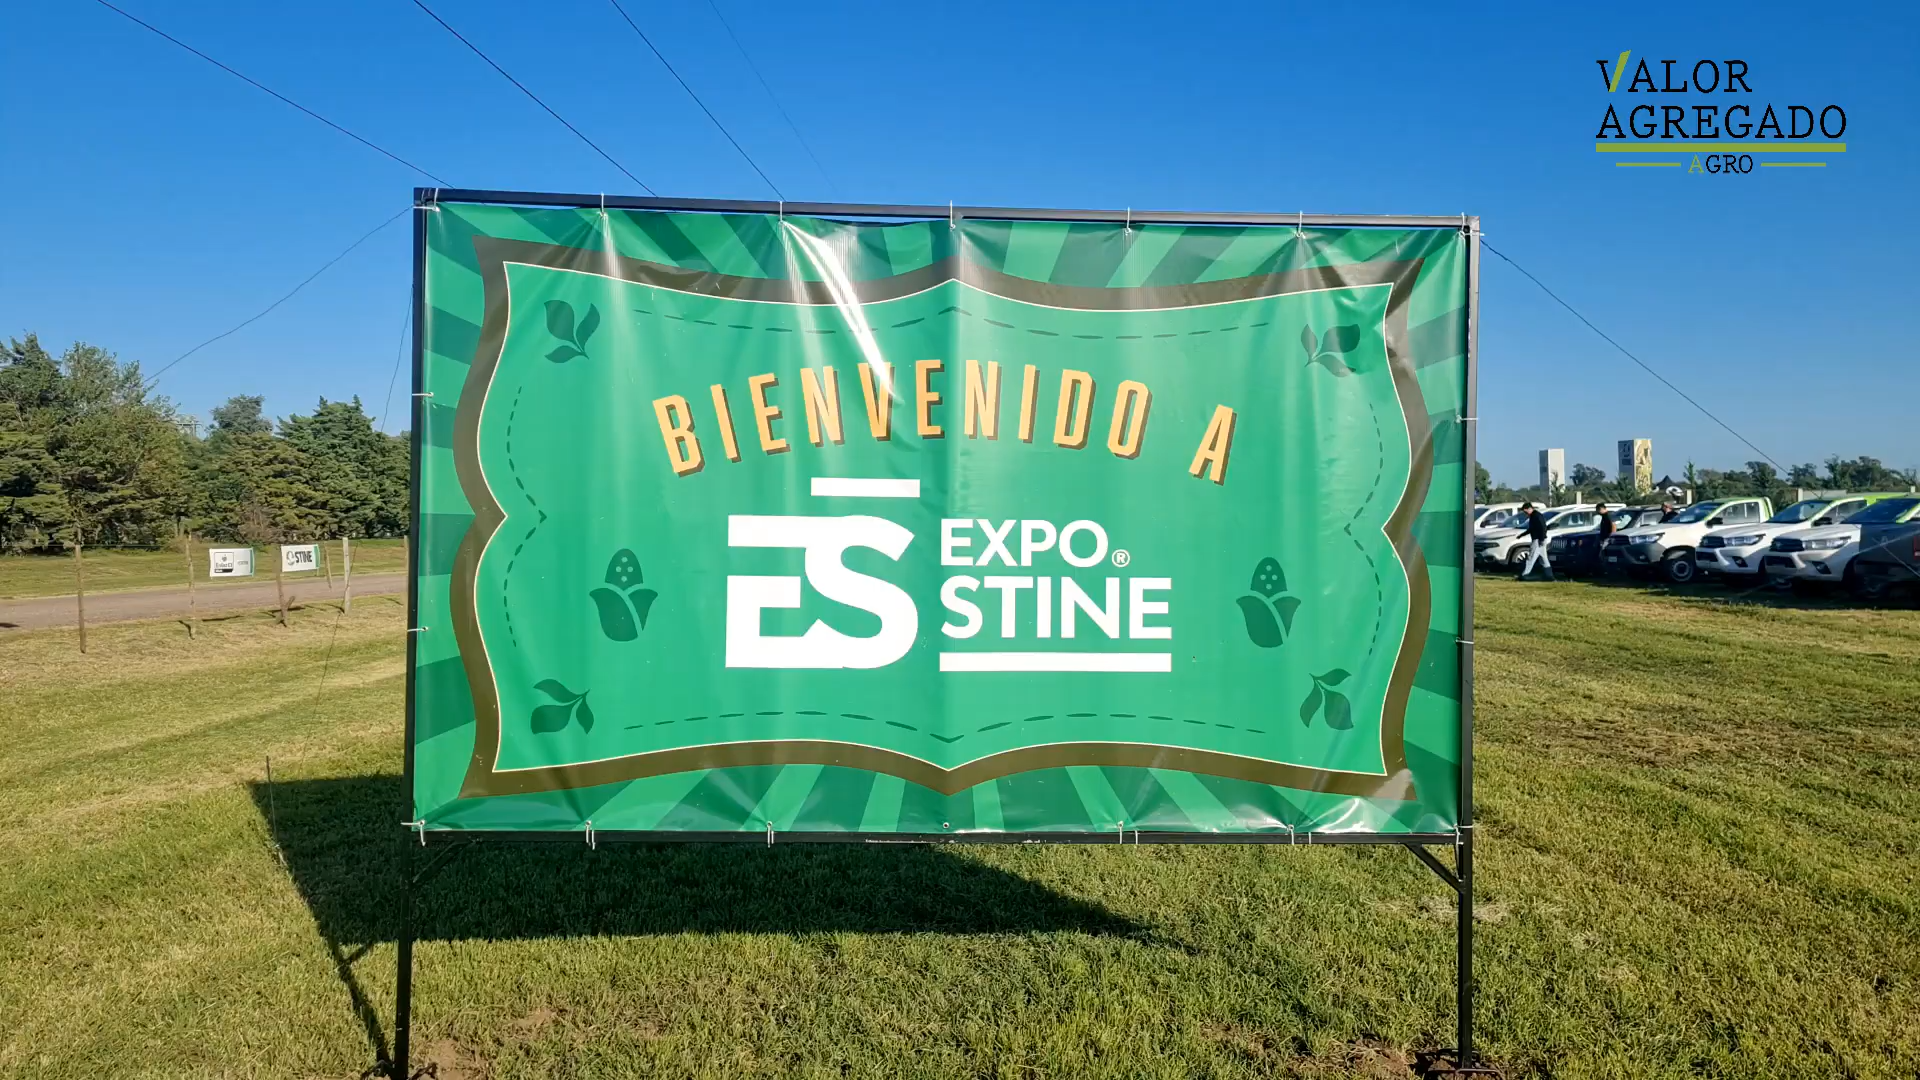 VALOR
AGREGADO
AGRO
BIENVENIDO A
ES
EXPO®
STINE
STINE